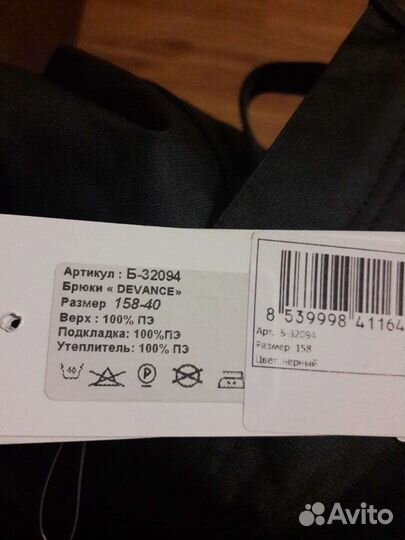 Артикул : Б-32094
Брюки « DEVANCE»
Размер 158-40
Верх : 100% ПЭ
Подкладка: 100%ПЭ
Утеплитель: 100% ПЭ
8 539998 41164
Арт. Б-32094
Размер 158
Цвет черный
Avito